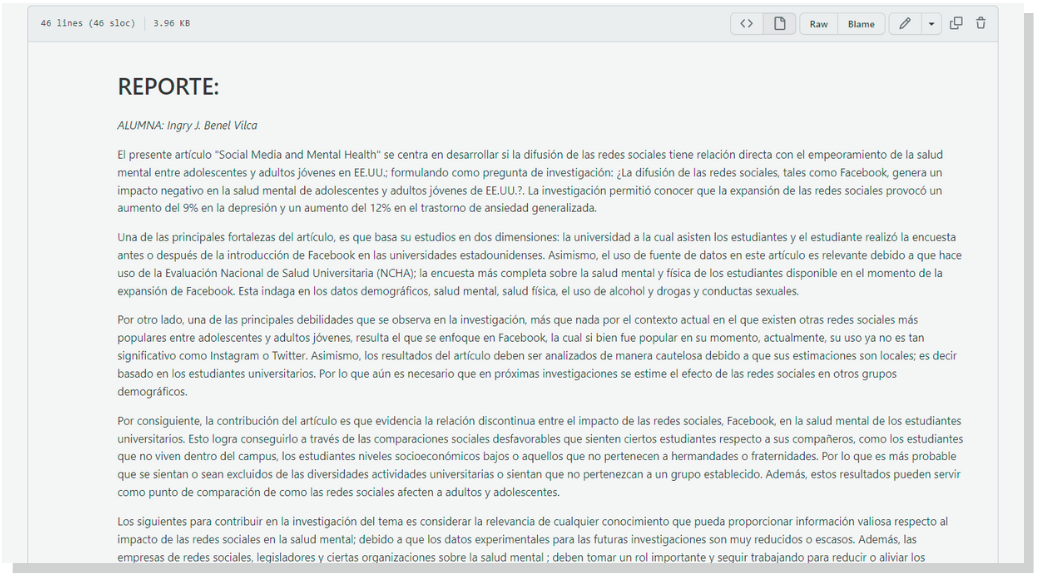 46 lines (46 sloc) 3.96 KB
Raw Blame
REPORTE:
ALUMNA: Ingry J. Benel Vilca
El presente artículo "Social Media and Mental Health" se centra en desarrollar si la difusión de las redes sociales tiene relación directa con el empeoramiento de la salud
mental entre adolescentes y adultos jóvenes en EE.UU.; formulando como pregunta de investigación: ¿La difusión de las redes sociales, tales como Facebook, genera un
impacto negativo en la salud mental de adolescentes y adultos jóvenes de EE.UU.?. La investigación permitió conocer que la expansión de las redes sociales provocó un
aumento del 9% en la depresión y un aumento del 12% en el trastorno de ansiedad generalizada.
Una de las principales fortalezas del artículo, es que basa su estudios en dos dimensiones: la universidad a la cual asisten los estudiantes y el estudiante realizó la encuesta
antes o después de la introducción de Facebook en las universidades estadounidenses. Asimismo, el uso de fuente de datos en este artículo es relevante debido a que hace
uso de la Evaluación Nacional de Salud Universitaria (NCHA); la encuesta más completa sobre la salud mental y física de los estudiantes disponible en el momento de la
expansión de Facebook. Esta indaga en los datos demográficos, salud mental, salud física, el uso de alcohol y drogas y conductas sexuales.
Por otro lado, una de las principales debilidades que se observa en la investigación, más que nada por el contexto actual en el que existen otras redes sociales más
populares entre adolescentes y adultos jóvenes, resulta el que se enfoque en Facebook, la cual si bien fue popular en su momento, actualmente, su uso ya no es tan
significativo como Instagram o Twitter. Asimismo, los resultados del artículo deben ser analizados de manera cautelosa debido a que sus estimaciones son locales; es decir
basado en los estudiantes universitarios. Por lo que aún es necesario que en próximas investigaciones se estime el efecto de las redes sociales en otros grupos
demográficos.
Por consiguiente, la contribución del artículo es que evidencia la relación discontinua entre el impacto de las redes sociales, Facebook, en la salud mental de los estudiantes
universitarios. Esto logra conseguirlo a través de las comparaciones sociales desfavorables que sienten ciertos estudiantes respecto a sus compañeros, como los estudiantes
que no viven dentro del campus, los estudiantes niveles socioeconómicos bajos o aquellos que no pertenecen a hermandades o fraternidades. Por lo que es más probable
que se sientan o sean excluidos de las diversidades actividades universitarias o sientan que no pertenezcan a un grupo establecido. Además, estos resultados pueden servir
como punto de comparación de como las redes sociales afecten a adultos y adolescentes.
Los siguientes para contribuir en la investigación del tema es considerar la relevancia de cualquier conocimiento que pueda proporcionar información valiosa respecto al
impacto de las redes sociales en la salud mental; debido a que los datos experimentales para las futuras investigaciones son muy reducidos o escasos. Además, las
empresas de redes sociales, legisladores y ciertas organizaciones sobre la salud mental ; deben tomar un rol importante y seguir trabajando para reducir o aliviar los